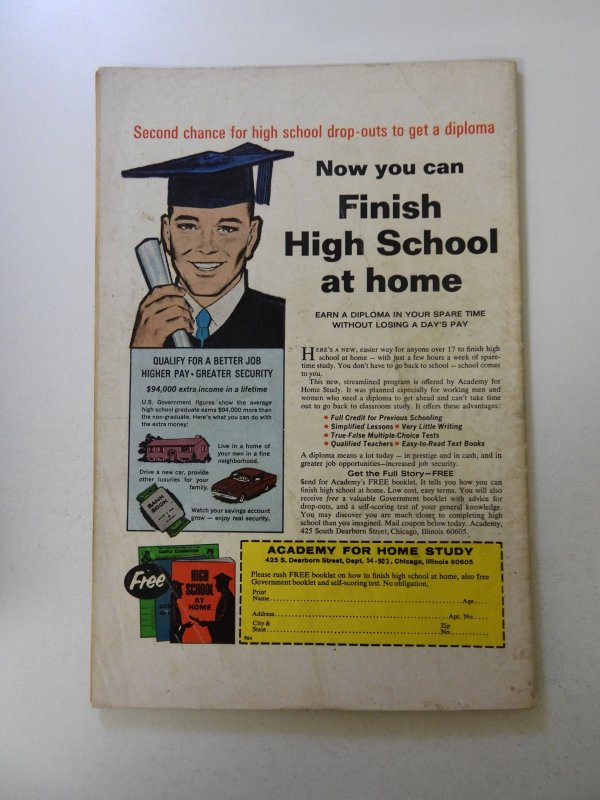 Second chance for high school drop-outs to get a diploma
Now you can
Finish
High School
at home
EARN A DIPLOMA IN YOUR SPARE TIME
WITHOUT LOSING A DAY'S PAY
HERE'S A NEW, easier way for anyone over 17 to finish high
school at home — with just a few hours a week of spare-
time study. You don't have to go back to school — school comes
to you.
This new, streamlined program is offered by Academy for
Home Study. It was planned especially for working men and
women who need a diploma to get ahead and can't take time
out to go back to classroom study. It offers these advantages:
• Full Credit for Previous Schooling
• Simplified Lessons • Very Little Writing
• True-False Multiple-Choice Tests
• Qualified Teachers • Easy-to-Read Text Books
A diploma means a lot today — in prestige and in cash, and in
greater job opportunities—increased job security.
Get the Full Story—FREE
Send for Academy's FREE booklet. It tells you how you can
finish high school at home. Low cost, easy terms. You will also
receive free a valuable Government booklet with advice for
drop-outs, and a self-scoring test of your general knowledge.
You may discover you are much closer to completing high
school than you imagined. Mail coupon below today. Academy,
425 South Dearborn Street, Chicago, Illinois 60605.
QUALIFY FOR A BETTER JOB
HIGHER PAY • GREATER SECURITY
$94,000 extra income in a lifetime
U.S. Government figures show the average
high school graduate earns $94,000 more than
the non-graduate. Here's what you can do with
the extra money:
Live in a home of
your own in a fine
neighborhood.
Drive a new car, provide
other luxuries for your
family.
BANK
BOOK
Watch your savings account
grow — enjoy real security.
Free
SAMPLE EXAMINATION
HIGH
SCHOOL
AT
HOME
ACADEMY FOR HOME STUDY
425 S. Dearborn Street, Dept. 54-903, Chicago, Illinois 60605
Please rush FREE booklet on how to finish high school at home, also free
Government booklet and self-scoring test. No obligation.
Print
Name Age
Address Apt. No.
City &
State Zip
No.
964